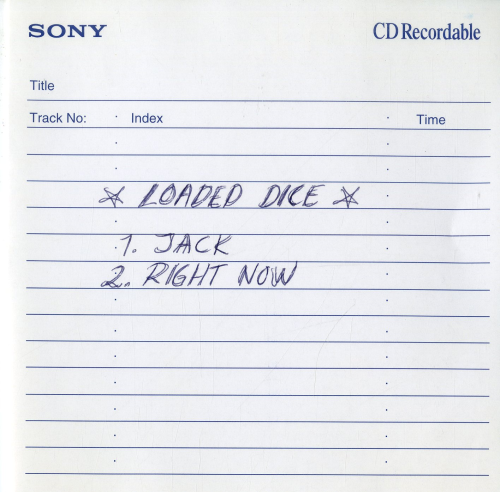 SONY CD Recordable
Title
Track No: Index Time
☆ LOADED DICE ☆
1. JACK
2. RIGHT NOW